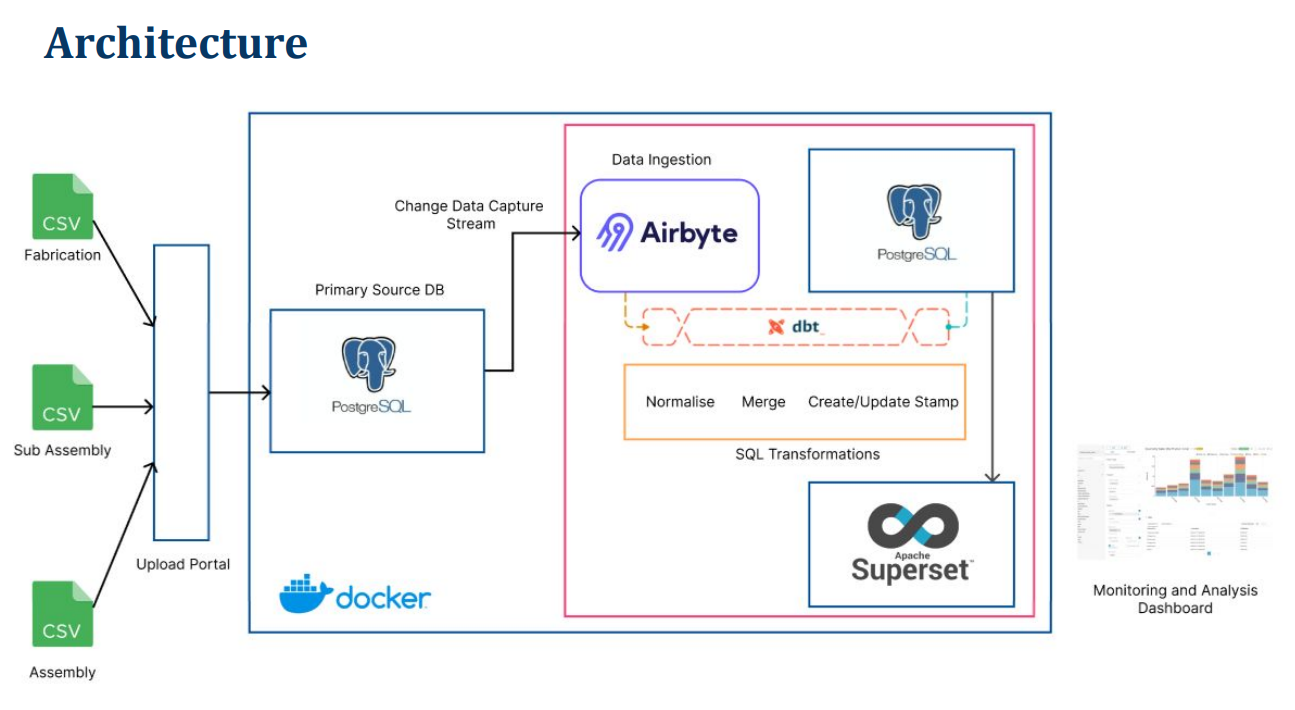 Architecture
CSV
Fabrication
CSV
Sub Assembly
CSV
Assembly
Upload Portal
Primary Source DB
PostgreSQL
docker
Change Data Capture
Stream
Data Ingestion
Airbyte
PostgreSQL
dbt
Normalise
Merge
Create/Update Stamp
SQL Transformations
Apache
Superset
Monitoring and Analysis
Dashboard